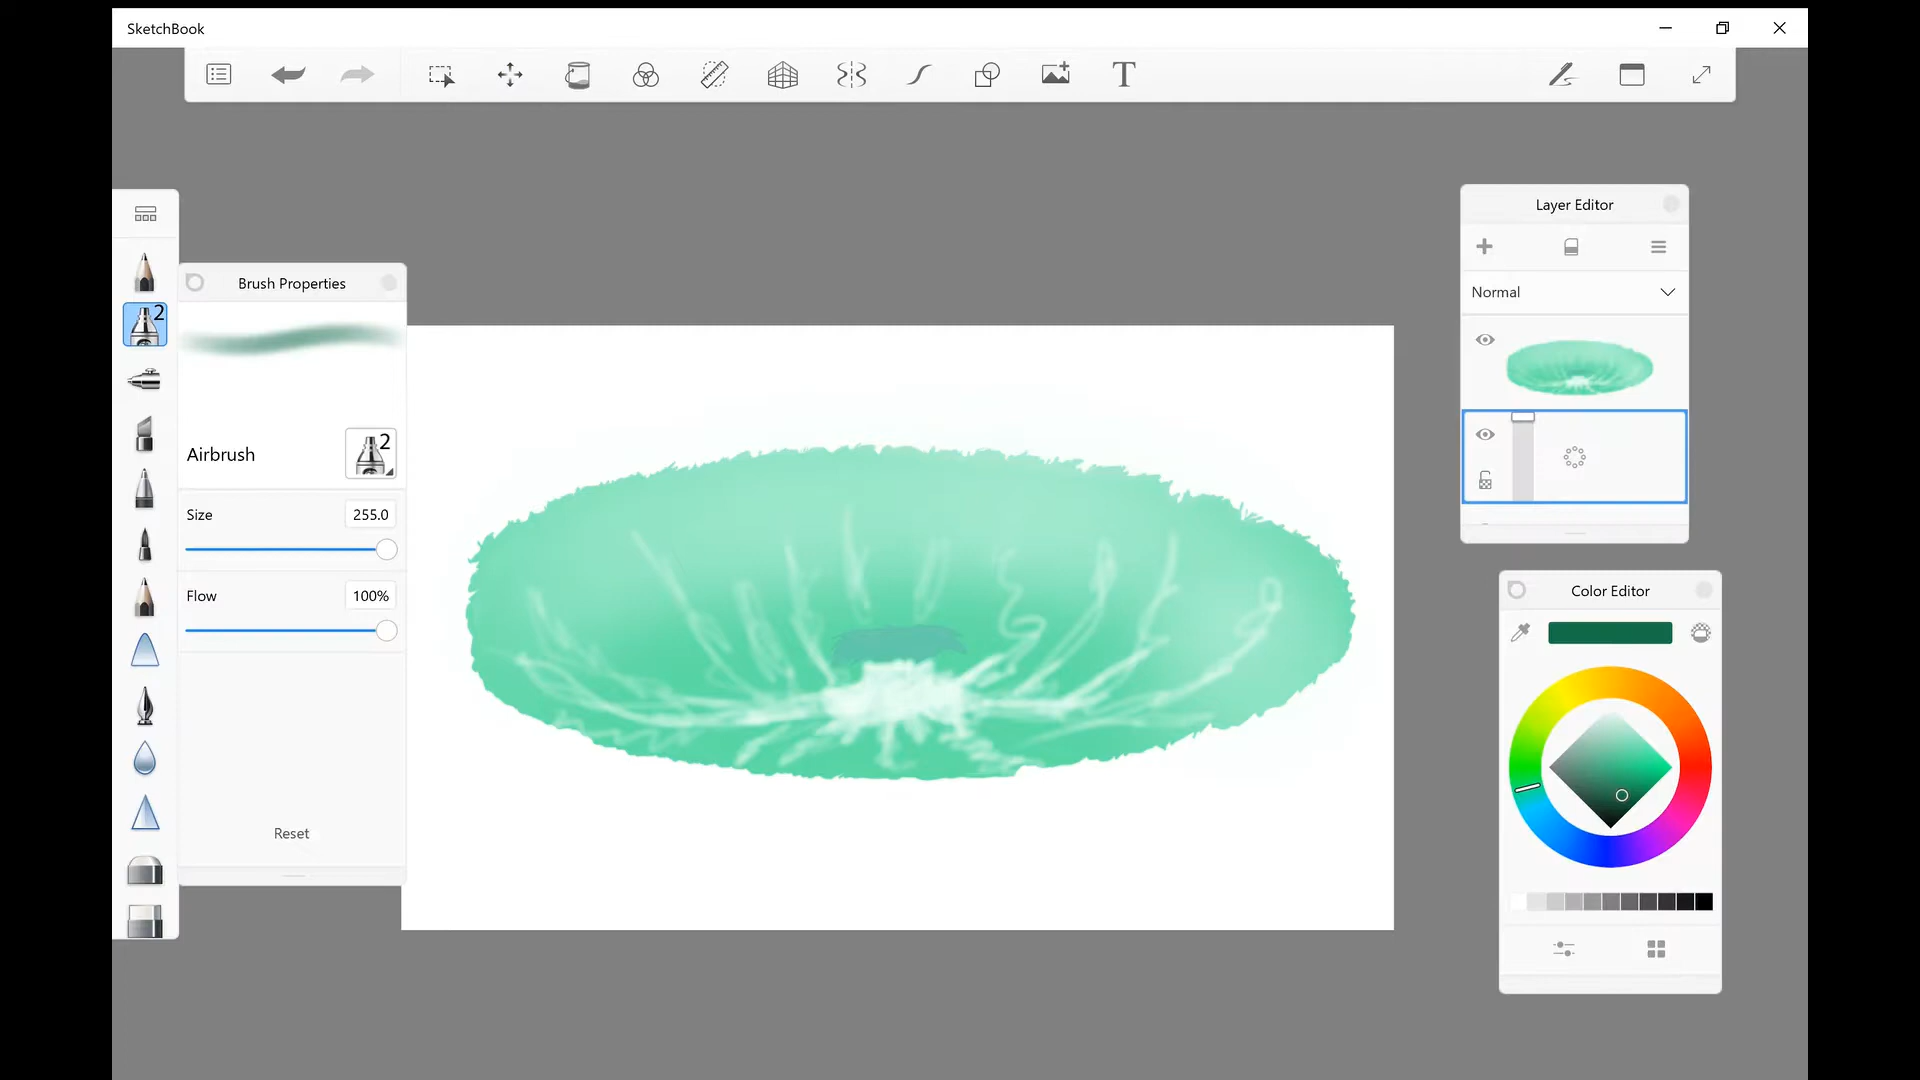 SketchBook
T
2
Brush Properties
Airbrush
2
Size
255.0
Flow
100%
Reset
Layer Editor
Normal
Color Editor